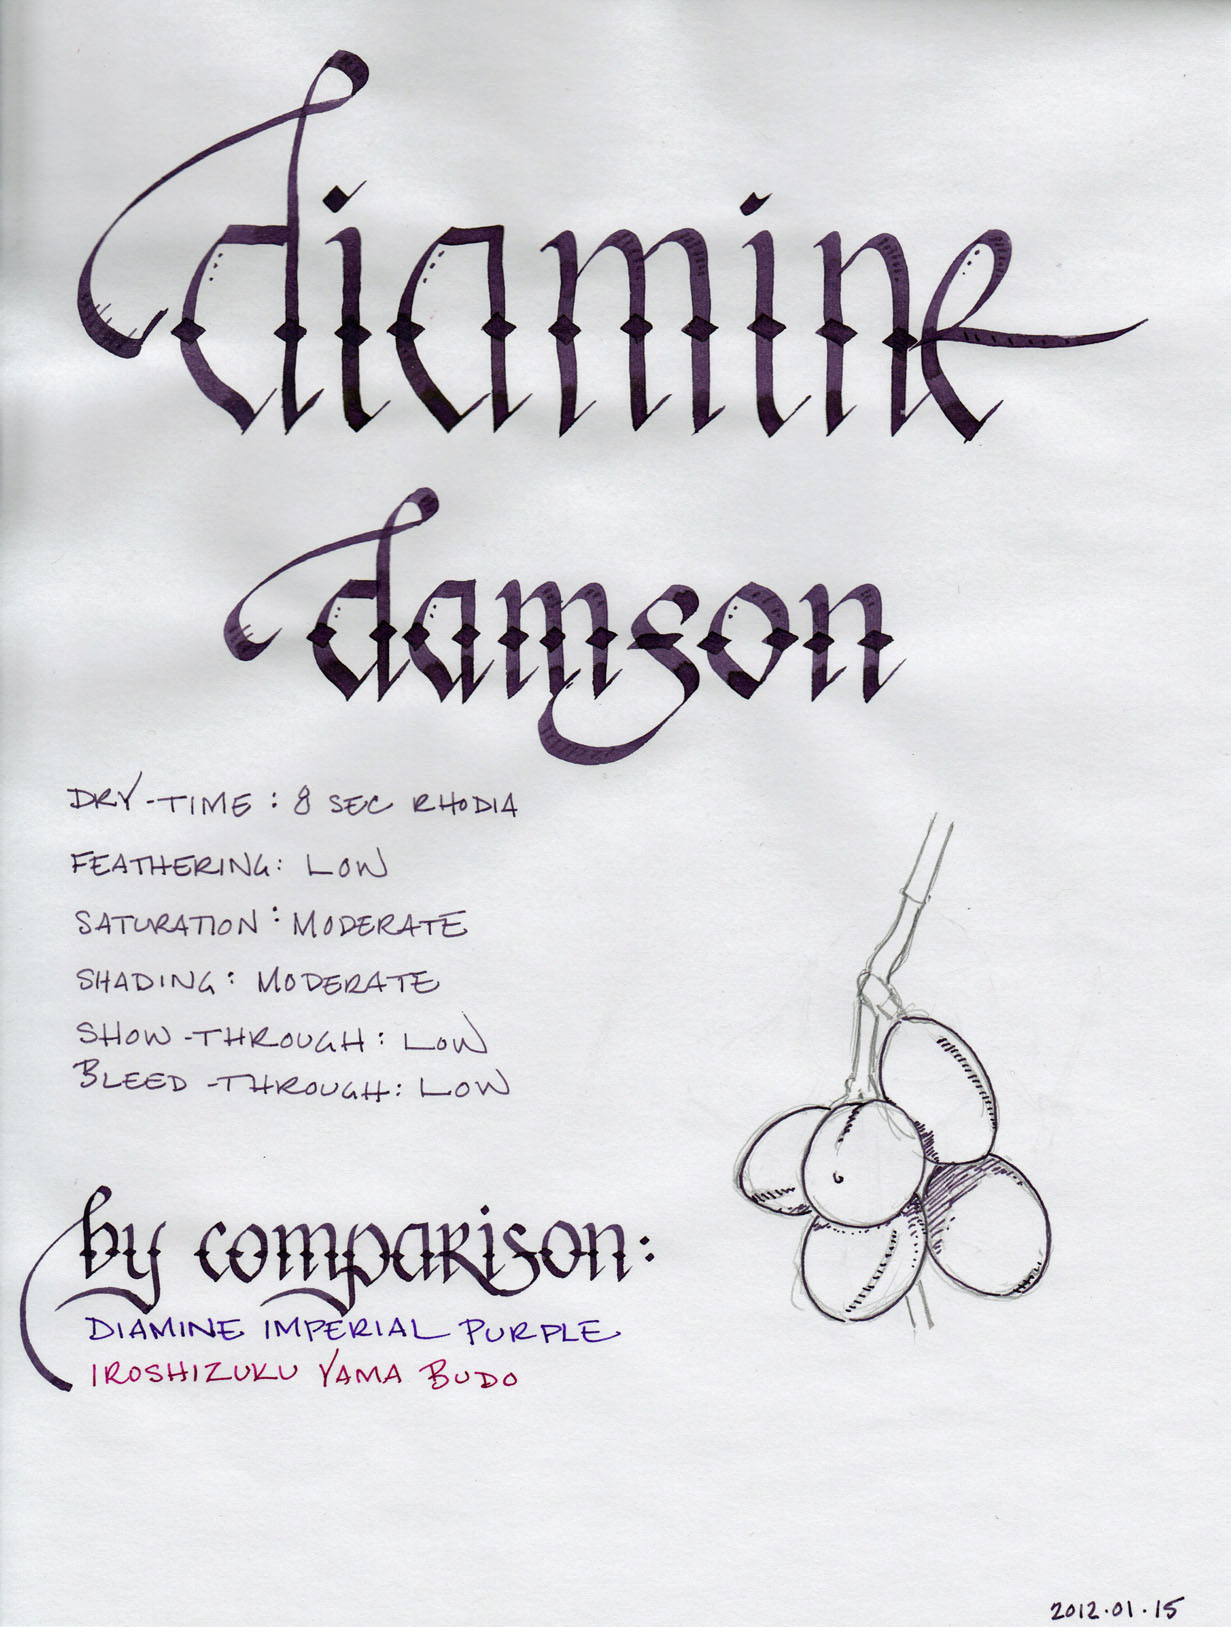 diamine
damson
DRY-TIME: 8 SEC RHODIA
FEATHERING: LOW
SATURATION: MODERATE
SHADING: MODERATE
SHOW-THROUGH: LOW
BLEED-THROUGH: LOW
by comparison:
DIAMINE IMPERIAL PURPLE
IROSHIZUKU YAMA BUDO
2012.01.15